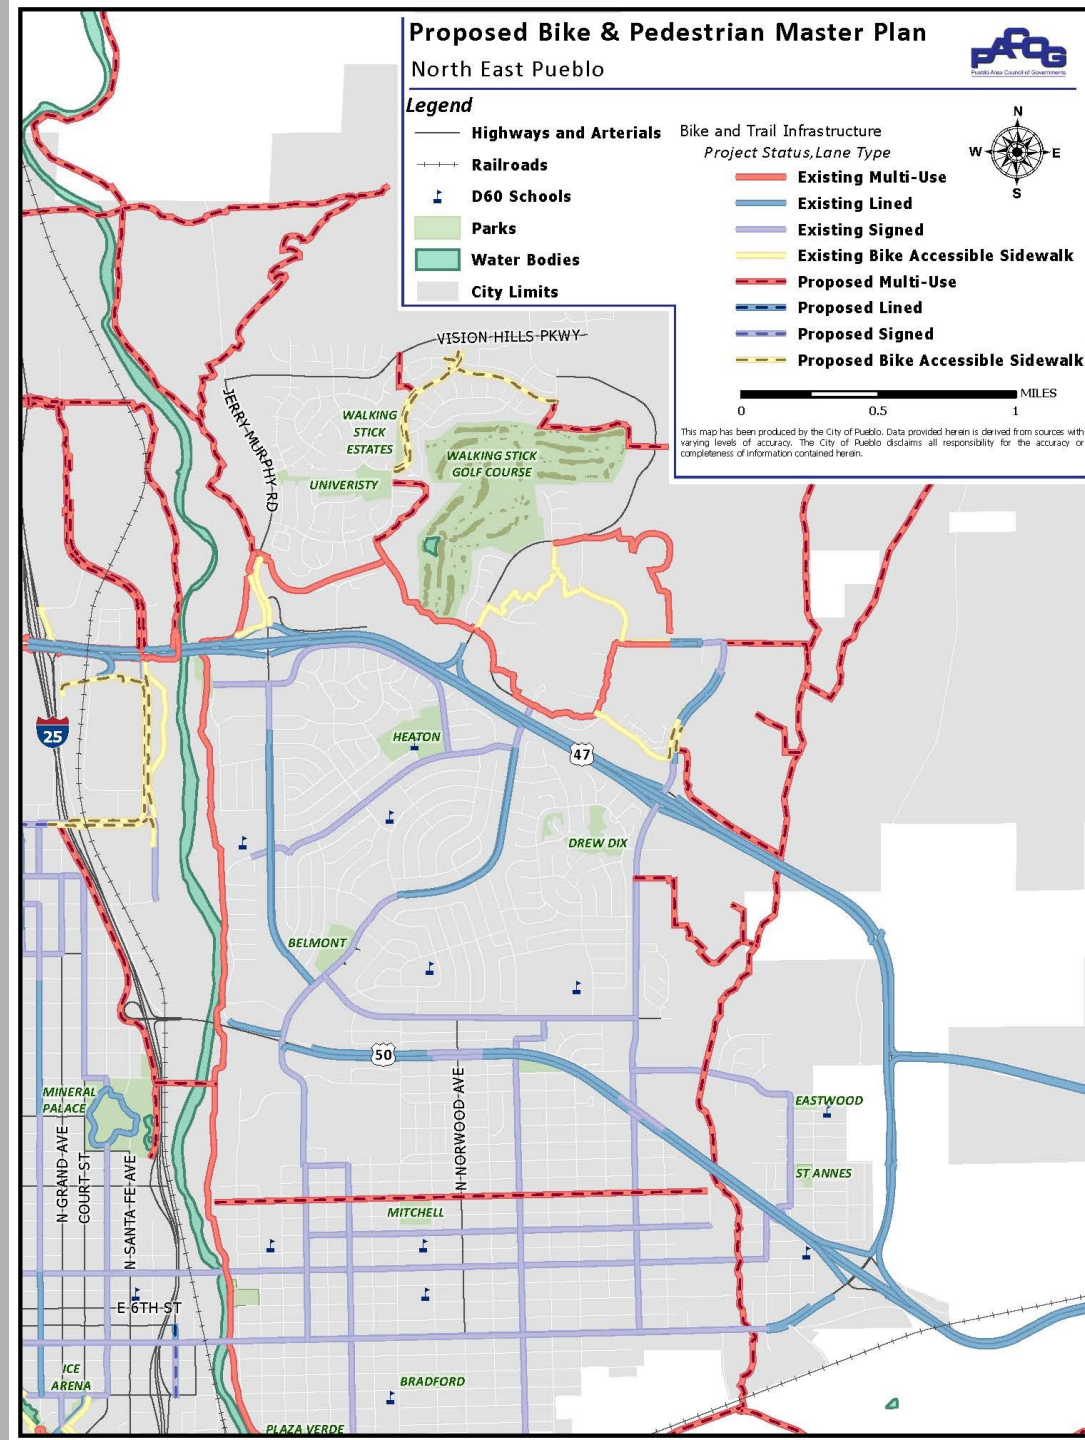 Proposed Bike & Pedestrian Master Plan
North East Pueblo
PACOG
Pueblo Area Council of Governments
Legend
Highways and Arterials
Railroads
D60 Schools
Parks
Water Bodies
City Limits
Bike and Trail Infrastructure
Project Status,Lane Type
Existing Multi-Use
Existing Lined
Existing Signed
Existing Bike Accessible Sidewalk
Proposed Multi-Use
Proposed Lined
Proposed Signed
Proposed Bike Accessible Sidewalk
N
W
E
S
MILES
0
0.5
1
This map has been produced by the City of Pueblo. Data provided herein is derived from sources with
varying levels of accuracy. The City of Pueblo disclaims all responsibility for the accuracy or
completeness of information contained herein.
VISION HILLS PKWY
JERRY MURPHY RD
WALKING
STICK
ESTATES
WALKING STICK
GOLF COURSE
UNIVERISTY
25
HEATON
47
DREW DIX
BELMONT
50
MINERAL
PALACE
N GRAND AVE
COURT ST
N SANTA FE AVE
N NORWOOD AVE
EASTWOOD
ST ANNES
MITCHELL
E 6TH ST
ICE
ARENA
BRADFORD
PLAZA VERDE